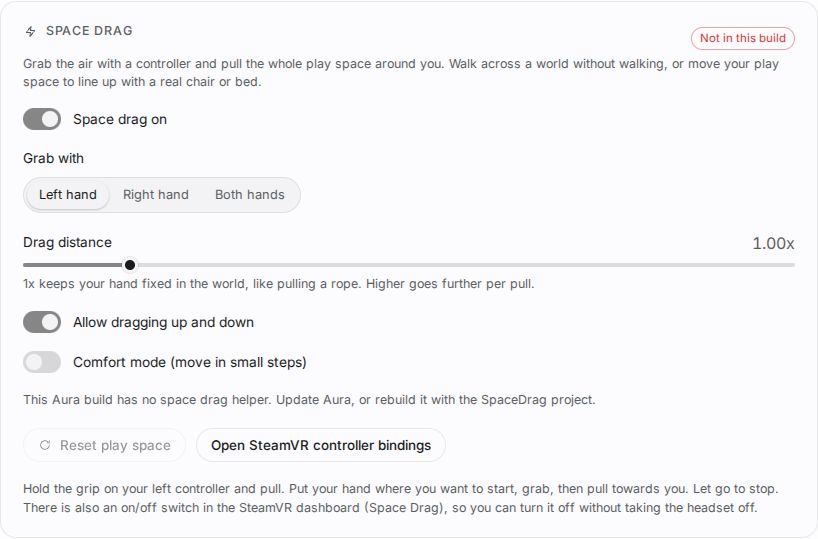 SPACE DRAG
Not in this build
Grab the air with a controller and pull the whole play space around you. Walk across a world without walking, or move your play
space to line up with a real chair or bed.
Space drag on
Grab with
Left hand Right hand Both hands
Drag distance 1.00x
1x keeps your hand fixed in the world, like pulling a rope. Higher goes further per pull.
Allow dragging up and down
Comfort mode (move in small steps)
This Aura build has no space drag helper. Update Aura, or rebuild it with the SpaceDrag project.
Reset play space Open SteamVR controller bindings
Hold the grip on your left controller and pull. Put your hand where you want to start, grab, then pull towards you. Let go to stop.
There is also an on/off switch in the SteamVR dashboard (Space Drag), so you can turn it off without taking the headset off.